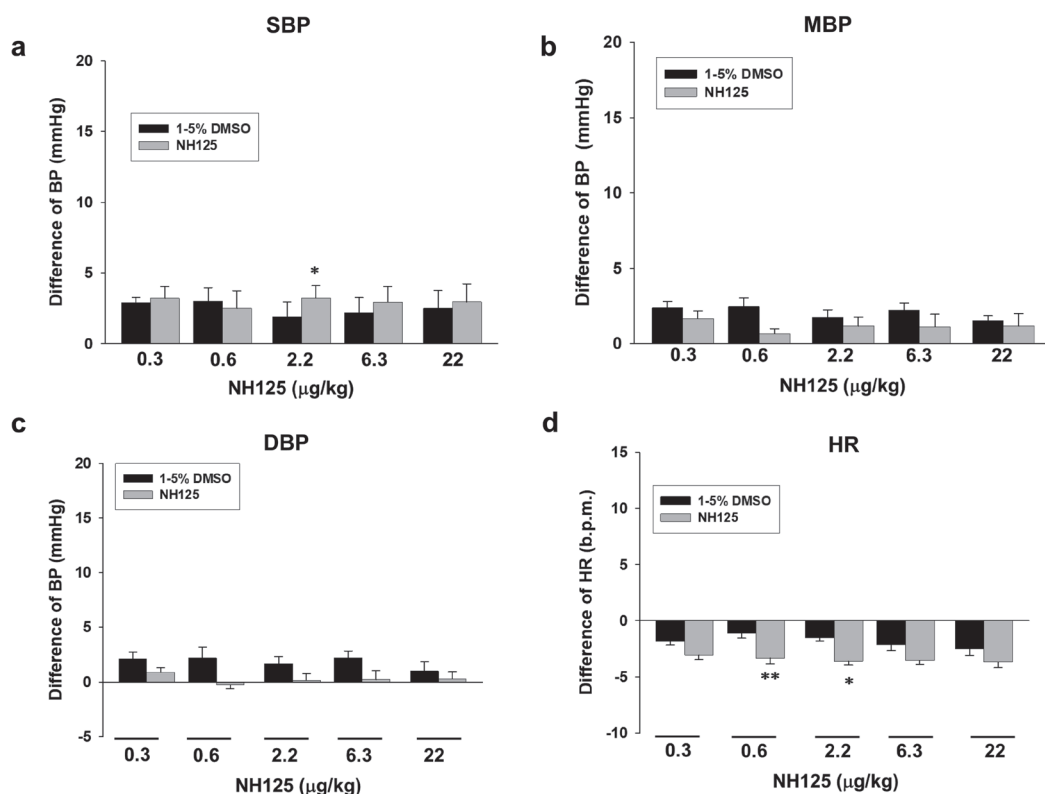 a
SBP
20
15
10
5
0
Difference of BP (mmHg)
1-5% DMSO
NH125
*
0.3 0.6 2.2 6.3 22
NH125 (μg/kg)
b
MBP
20
15
10
5
0
Difference of BP (mmHg)
1-5% DMSO
NH125
0.3 0.6 2.2 6.3 22
NH125 (μg/kg)
c
DBP
20
15
10
5
0
-5
Difference of BP (mmHg)
1-5% DMSO
NH125
0.3 0.6 2.2 6.3 22
NH125 (μg/kg)
d
HR
15
10
5
0
-5
-10
Difference of HR (b.p.m.)
1-5% DMSO
NH125
** *
0.3 0.6 2.2 6.3 22
NH125 (μg/kg)